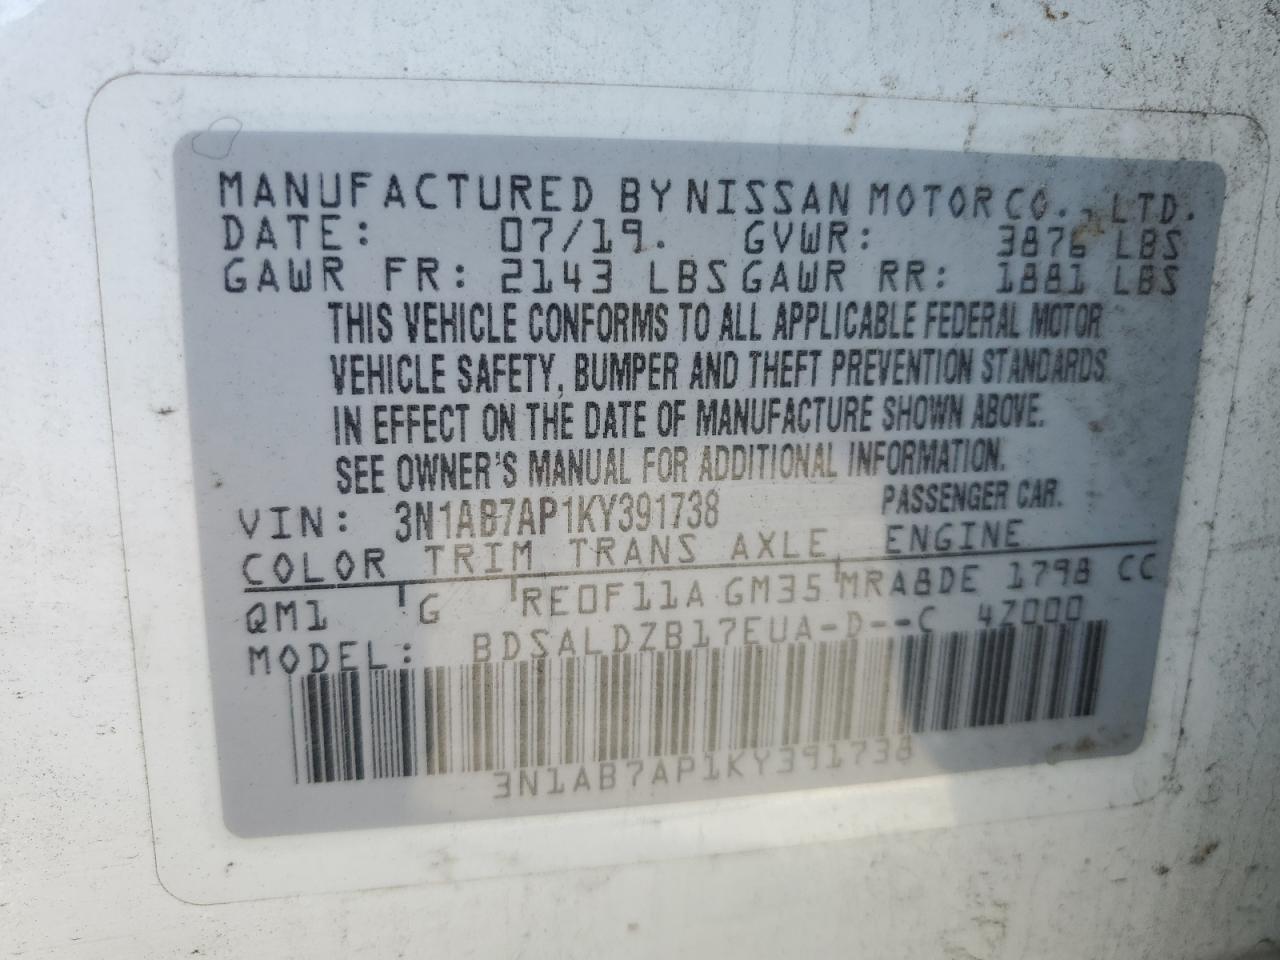 MANUFACTURED BY NISSAN MOTOR CO., LTD.
DATE: 07/19. GVWR: 3876 LBS
GAWR FR: 2143 LBS GAWR RR: 1881 LBS
THIS VEHICLE CONFORMS TO ALL APPLICABLE FEDERAL MOTOR
VEHICLE SAFETY, BUMPER AND THEFT PREVENTION STANDARDS
IN EFFECT ON THE DATE OF MANUFACTURE SHOWN ABOVE.
SEE OWNER'S MANUAL FOR ADDITIONAL INFORMATION.
VIN: 3N1AB7AP1KY391738 PASSENGER CAR.
COLOR TRIM TRANS AXLE ENGINE
QM1 G RE0F11A GM35 MRA8DE 1798 CC
MODEL: BDSALDZB17EUA-D--C 4Z000
3N1AB7AP1KY391738